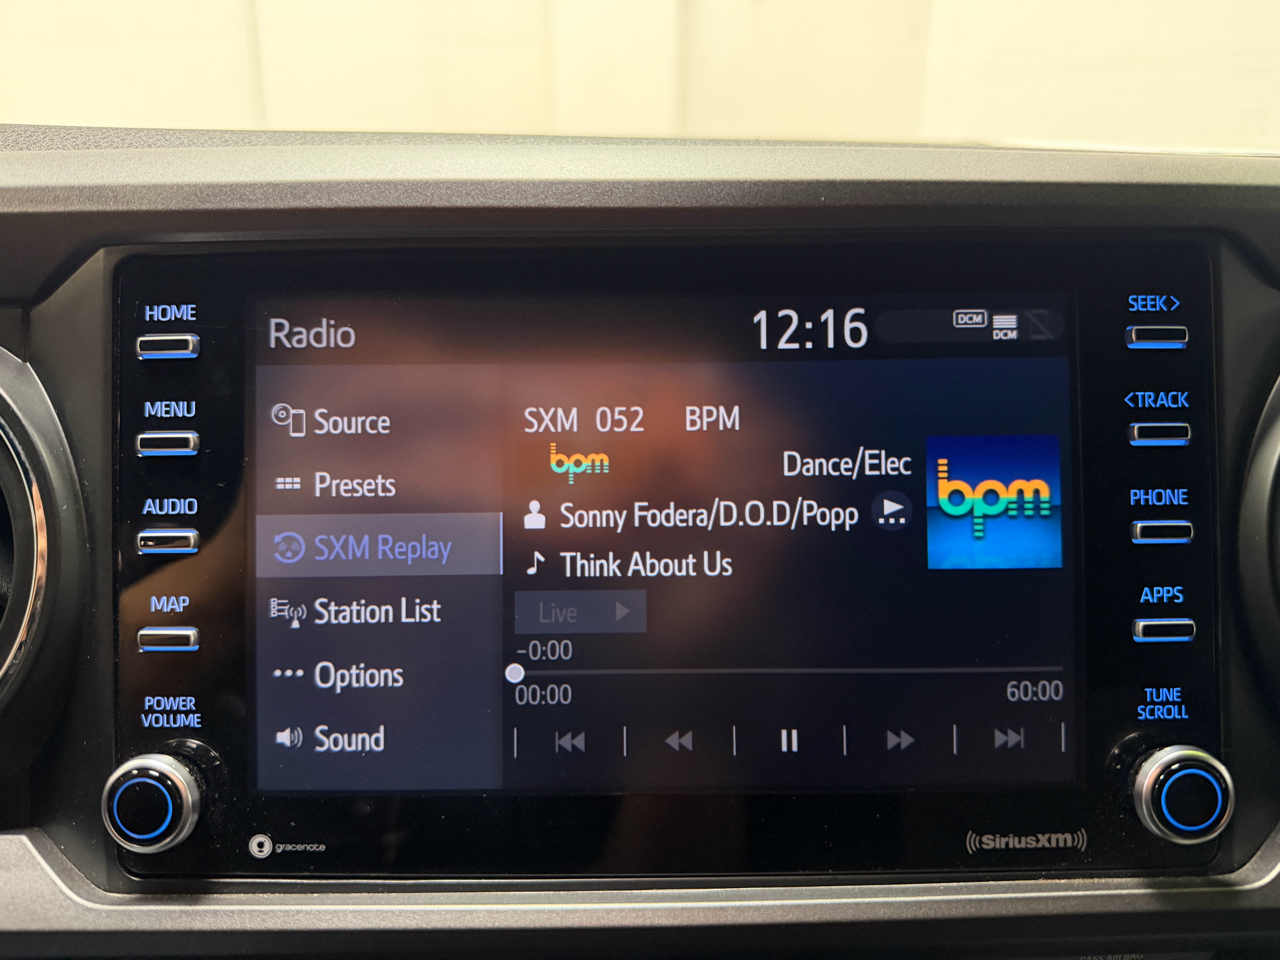 HOME
MENU
AUDIO
MAP
POWER
VOLUME
Radio
12:16
DCM
DCM
Source
Presets
SXM Replay
Station List
Options
Sound
SXM 052 BPM
bpm
Dance/Elec
bpm
Sonny Fodera/D.O.D/Popp
Think About Us
Live
-0:00
00:00
60:00
SEEK>
<TRACK
PHONE
APPS
TUNE
SCROLL
gracenote
((SiriusXM))